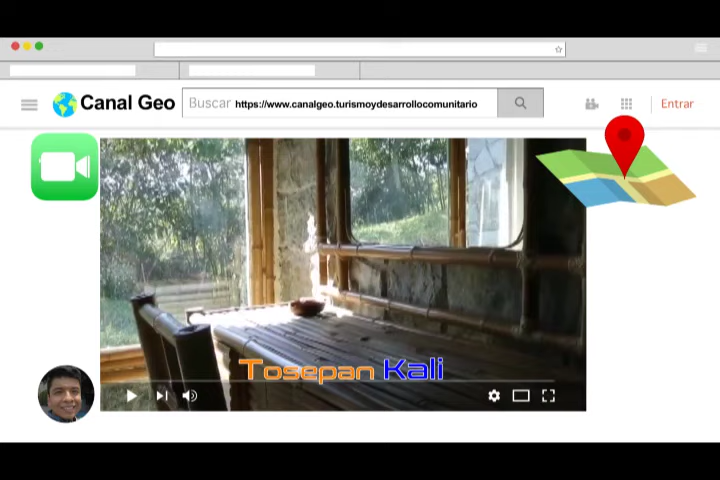 Canal Geo
Buscar https://www.canalgeo.turismoydesarrollocomunitario
Entrar
Tosepan Kali